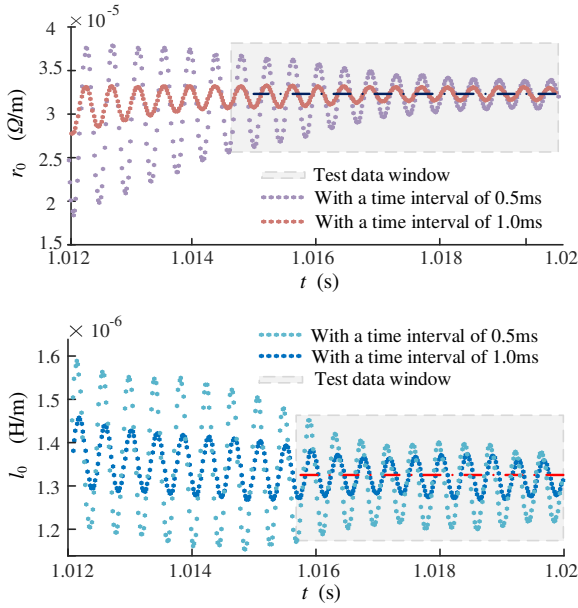 × 10-5
4
3.5
3
2.5
2
1.5
r0 (Ω/m)
Test data window
With a time interval of 0.5ms
With a time interval of 1.0ms
1.012 1.014 1.016 1.018 1.02
t (s)
× 10-6
With a time interval of 0.5ms
With a time interval of 1.0ms
Test data window
1.6
1.5
1.4
1.3
1.2
l0 (H/m)
1.012 1.014 1.016 1.018 1.02
t (s)